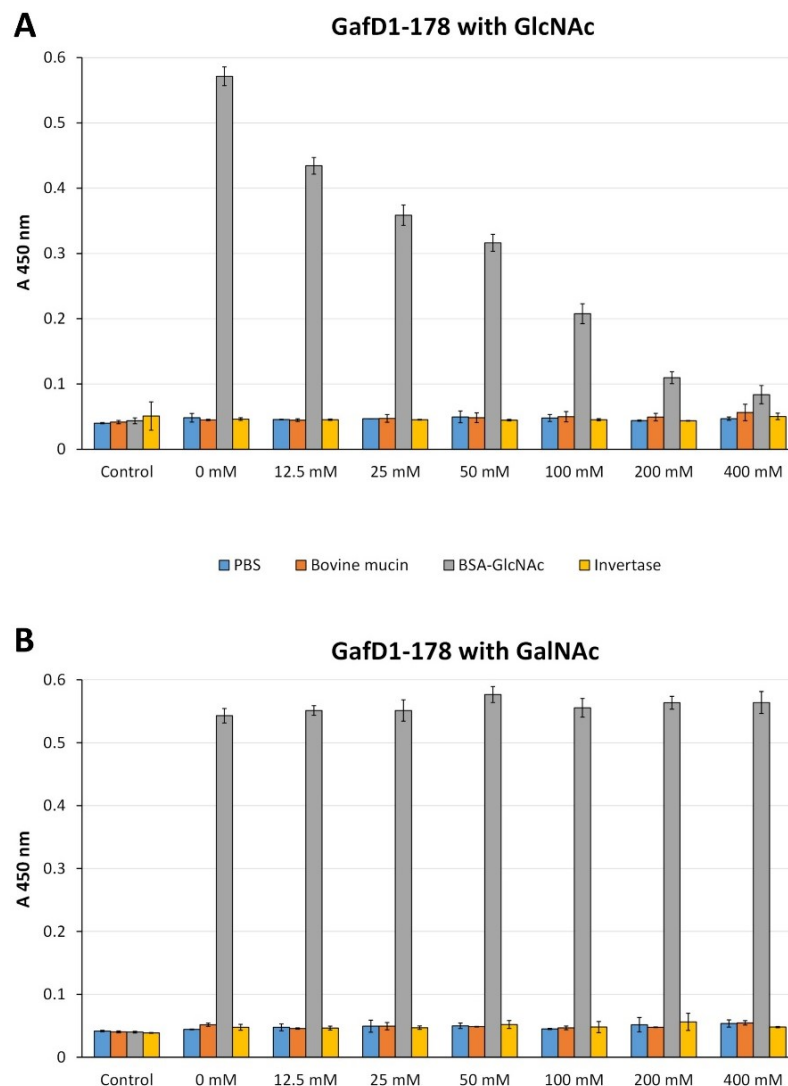 A
GafD1-178 with GlcNAc
A 450 nm
0.6
0.5
0.4
0.3
0.2
0.1
0
Control 0 mM 12.5 mM 25 mM 50 mM 100 mM 200 mM 400 mM
PBS Bovine mucin BSA-GlcNAc Invertase
B
GafD1-178 with GalNAc
A 450 nm
0.6
0.5
0.4
0.3
0.2
0.1
0
Control 0 mM 12.5 mM 25 mM 50 mM 100 mM 200 mM 400 mM